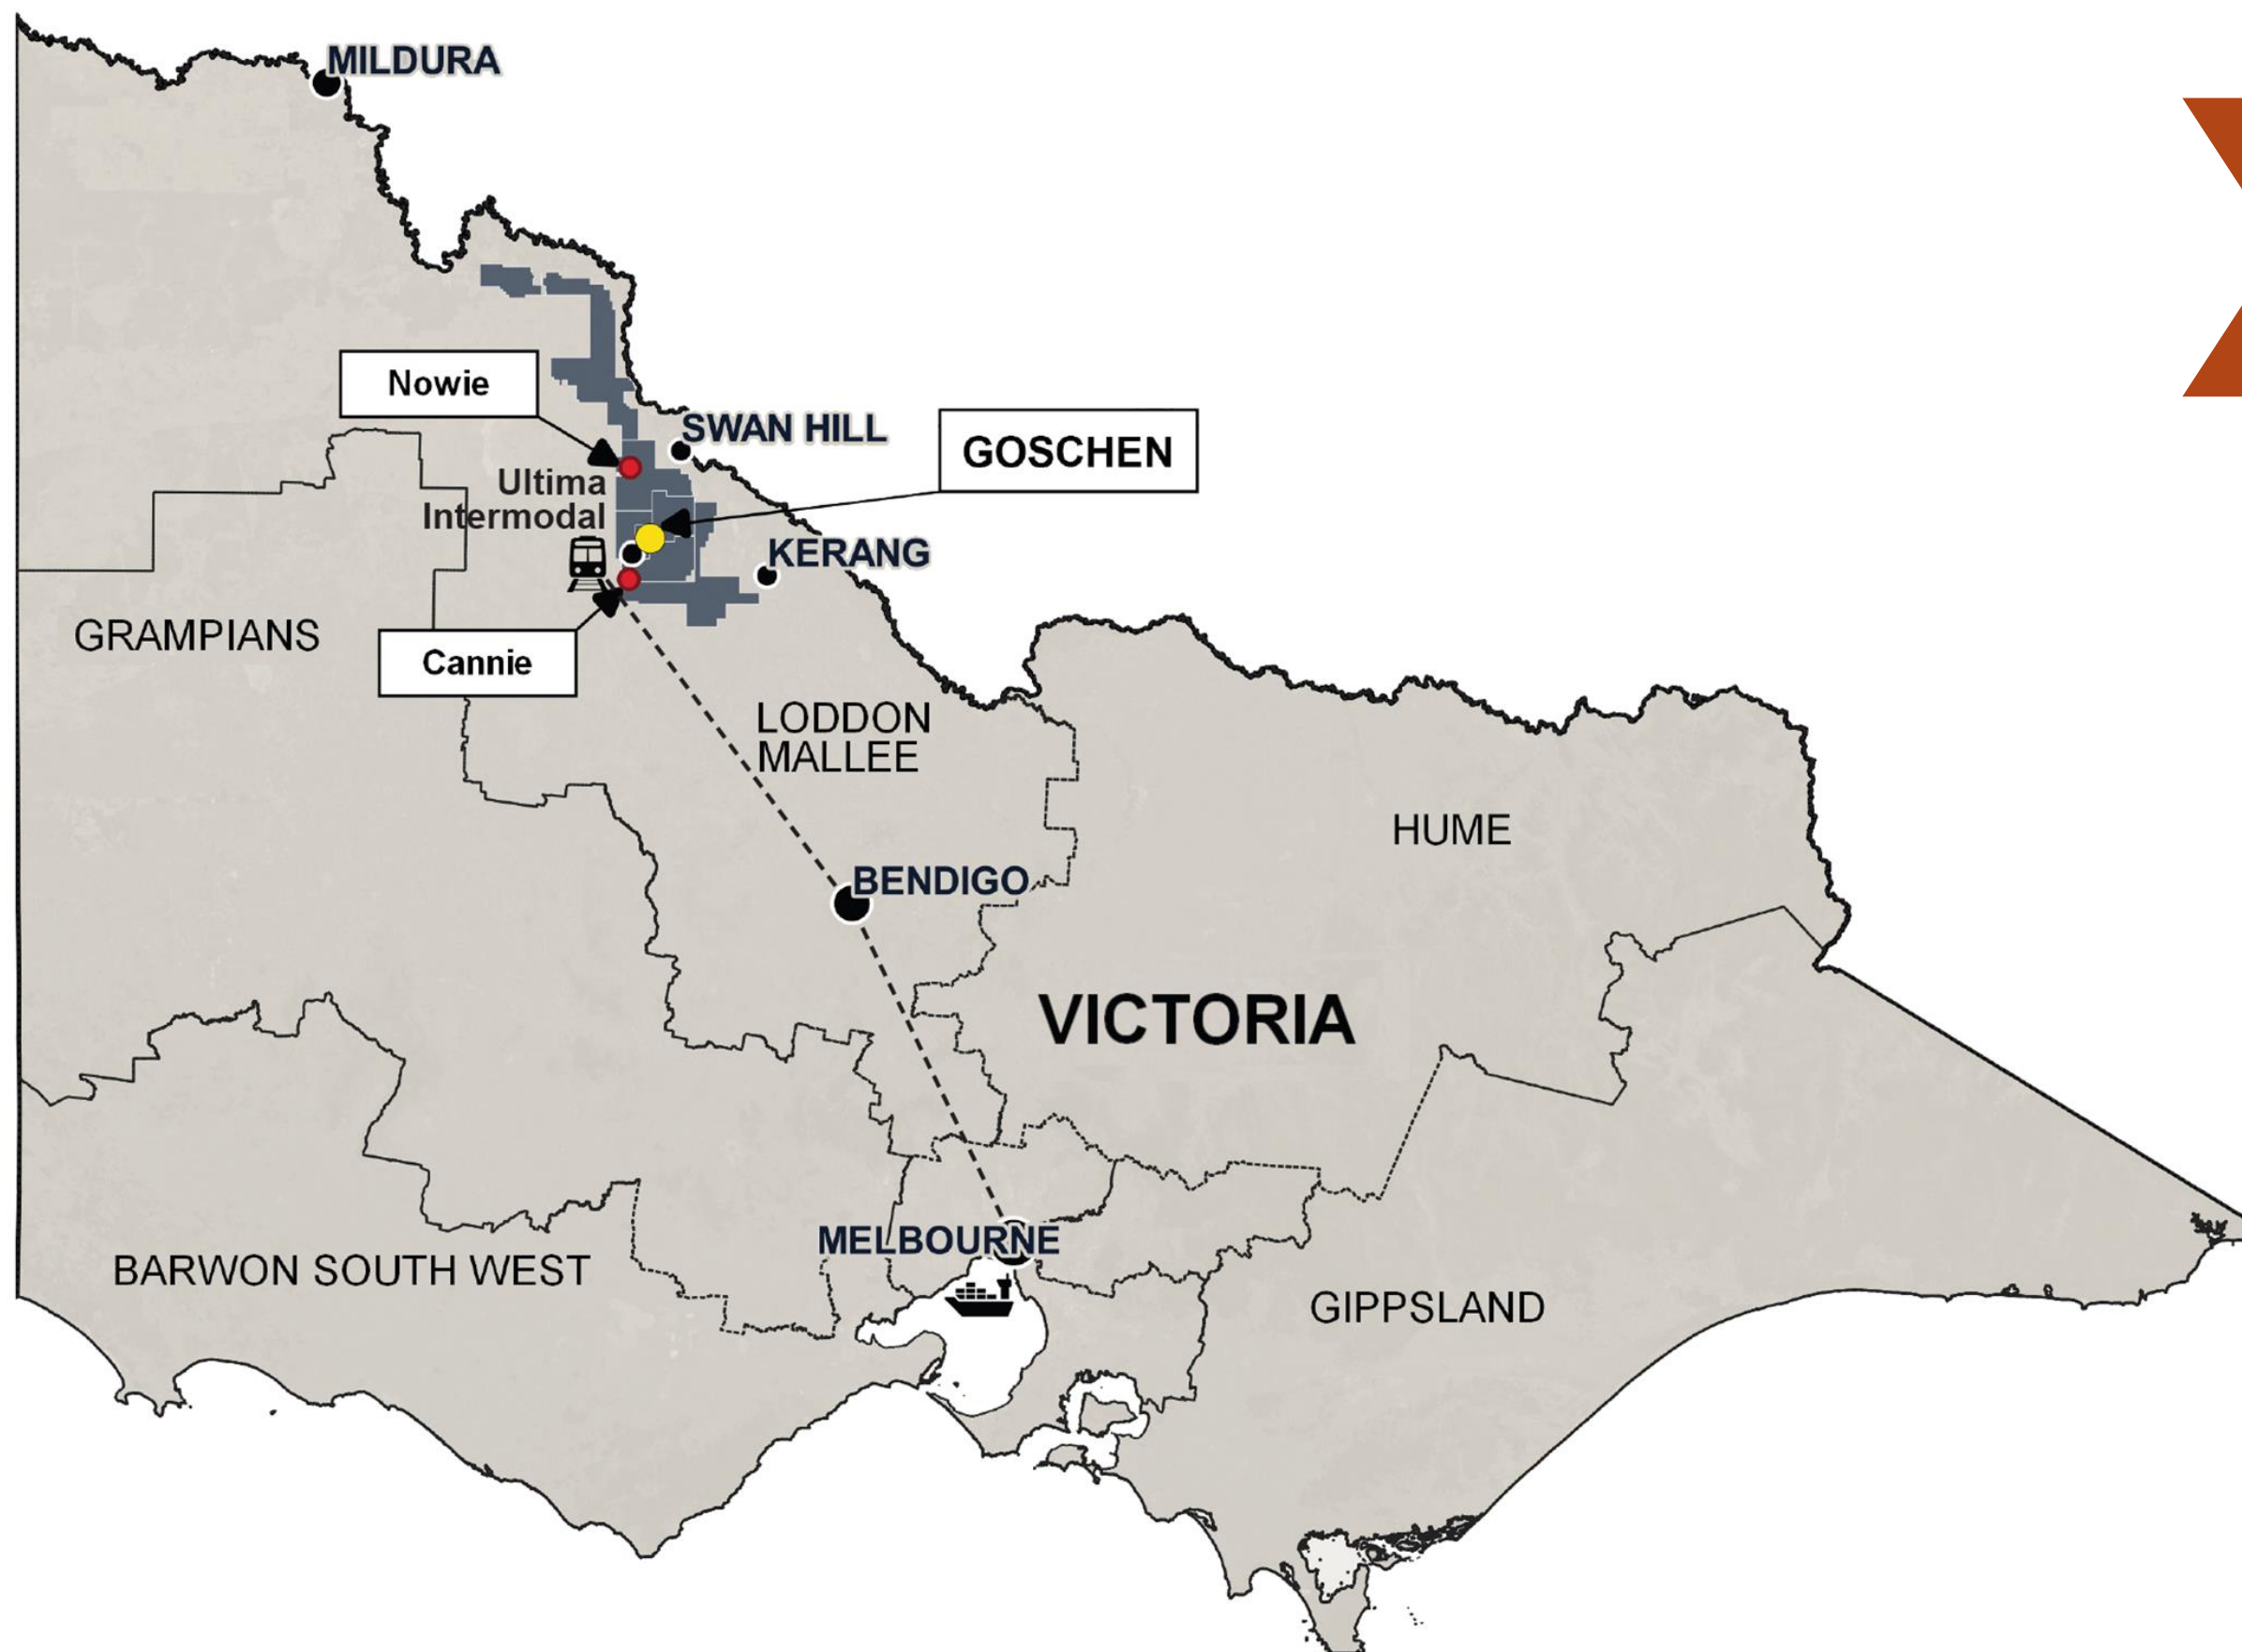 MILDURA
Nowie
SWAN HILL
GOSCHEN
Ultima
Intermodal
KERANG
GRAMPIANS
Cannie
LODDON
MALLEE
HUME
BENDIGO
VICTORIA
MELBOURNE
BARWON SOUTH WEST
GIPPSLAND